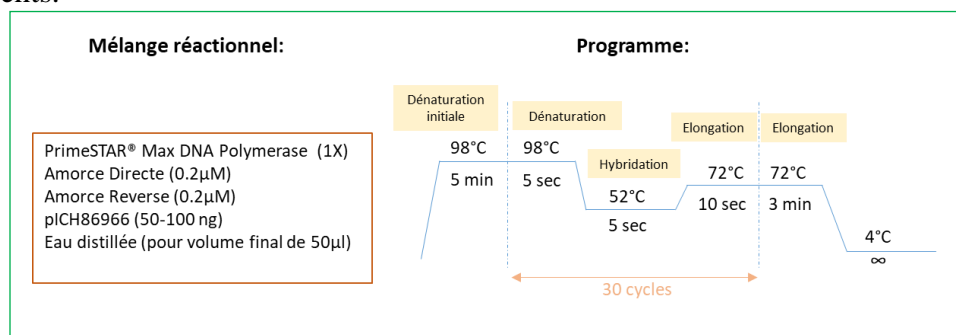 Mélange réactionnel:
PrimeSTAR® Max DNA Polymerase (1X)
Amorce Directe (0.2µM)
Amorce Reverse (0.2µM)
pICH86966 (50-100 ng)
Eau distillée (pour volume final de 50µl)
Programme:
Dénaturation
initiale
98°C
5 min
Dénaturation
98°C
5 sec
Hybridation
52°C
5 sec
Elongation
72°C
10 sec
Elongation
72°C
3 min
4°C
∞
30 cycles